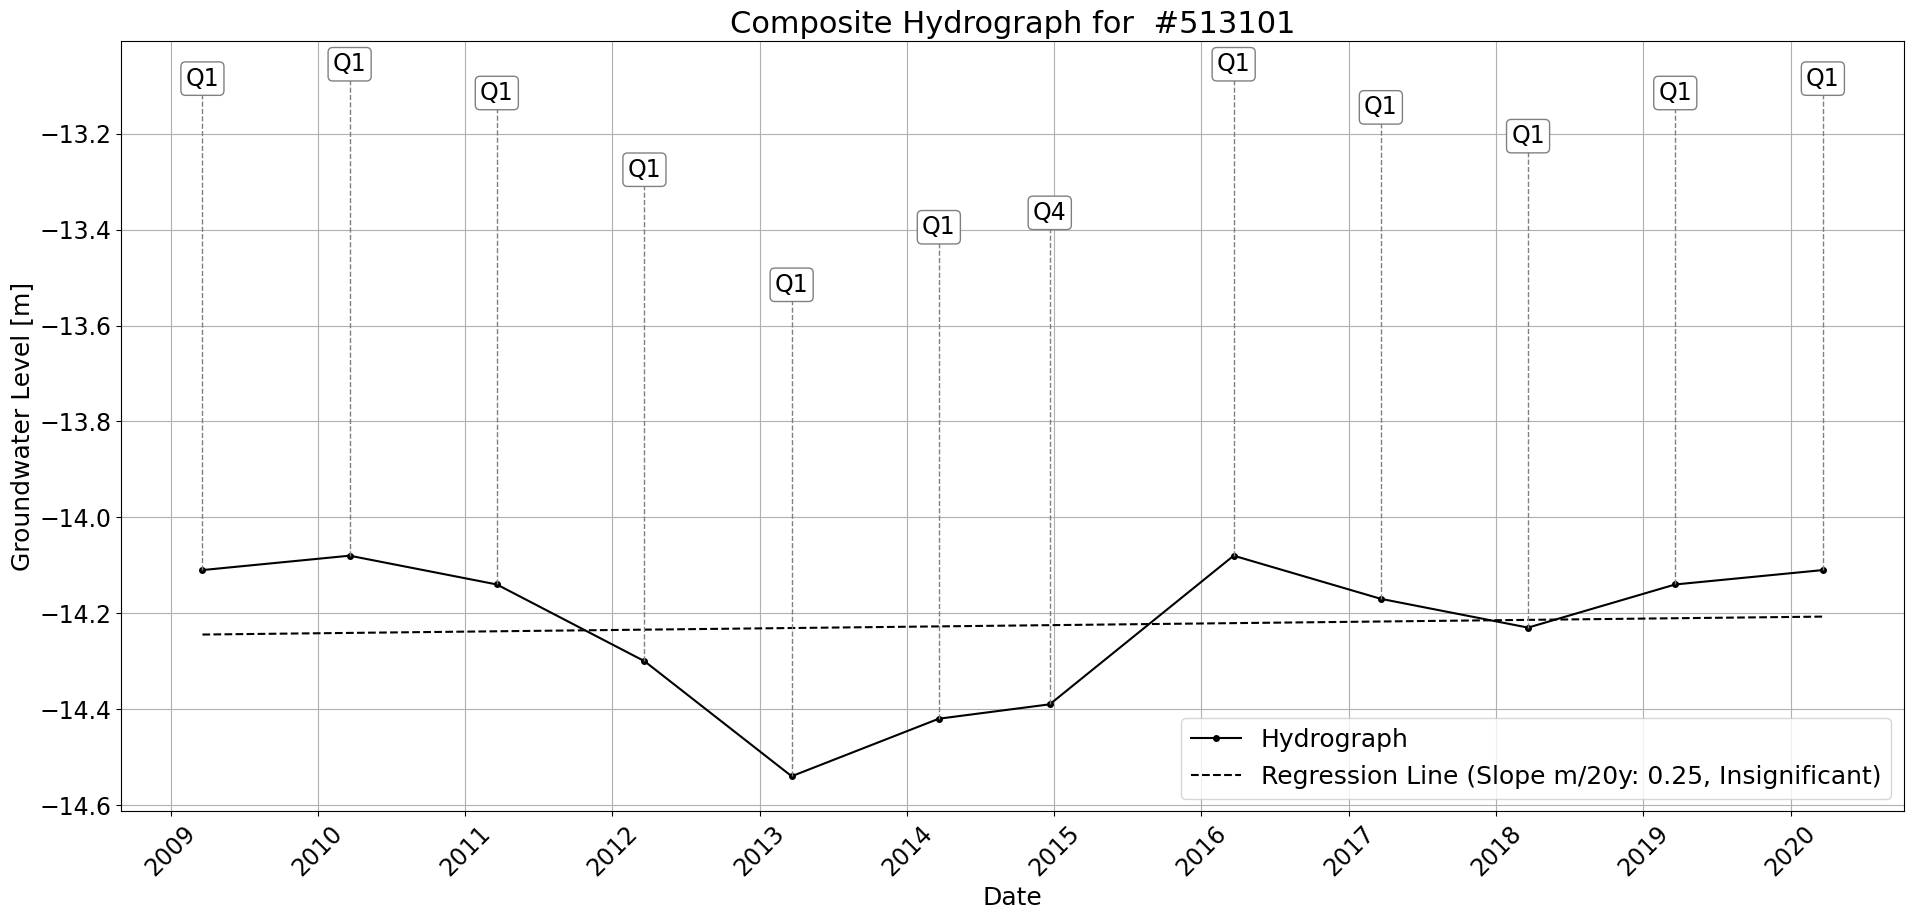 Composite Hydrograph for  #513101
Q1
Q1
Q1
Q1
Q1
Q1
Q4
Q1
Q1
Q1
Q1
Q1
Groundwater Level [m]
−13.2
−13.4
−13.6
−13.8
−14.0
−14.2
−14.4
−14.6
Hydrograph
Regression Line (Slope m/20y: 0.25, Insignificant)
2009
2010
2011
2012
2013
2014
2015
2016
2017
2018
2019
2020
Date